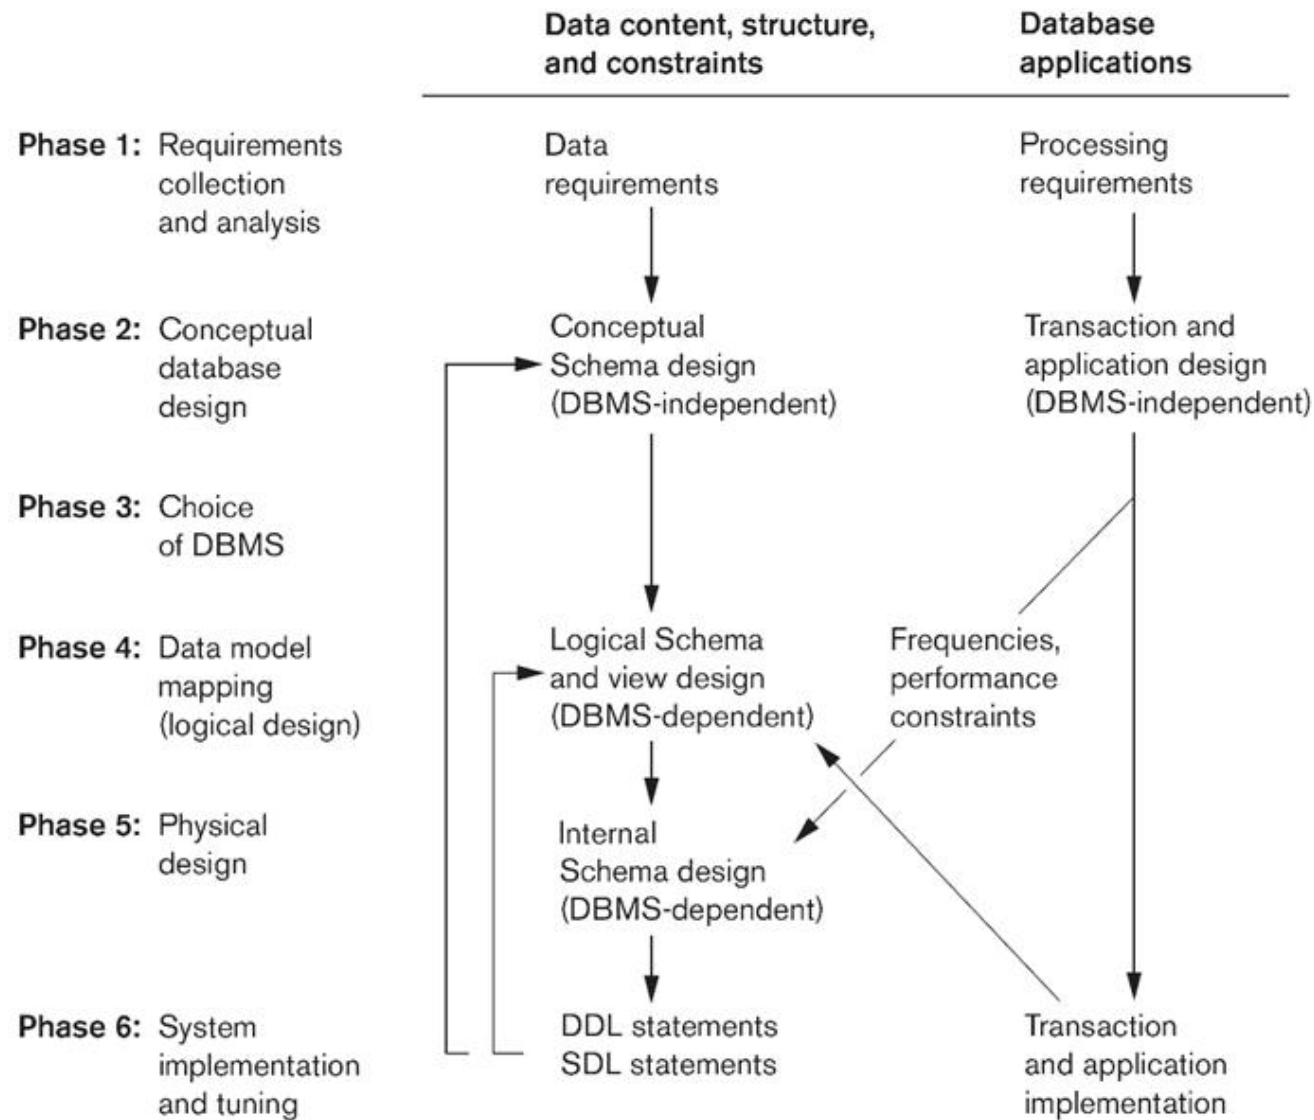 Data content, structure,
and constraints
Database
applications
Phase 1: Requirements
collection
and analysis
Data
requirements
Processing
requirements
Phase 2: Conceptual
database
design
Conceptual
Schema design
(DBMS-independent)
Transaction and
application design
(DBMS-independent)
Phase 3: Choice
of DBMS
Phase 4: Data model
mapping
(logical design)
Logical Schema
and view design
(DBMS-dependent)
Frequencies,
performance
constraints
Phase 5: Physical
design
Internal
Schema design
(DBMS-dependent)
Phase 6: System
implementation
and tuning
DDL statements
SDL statements
Transaction
and application
implementation